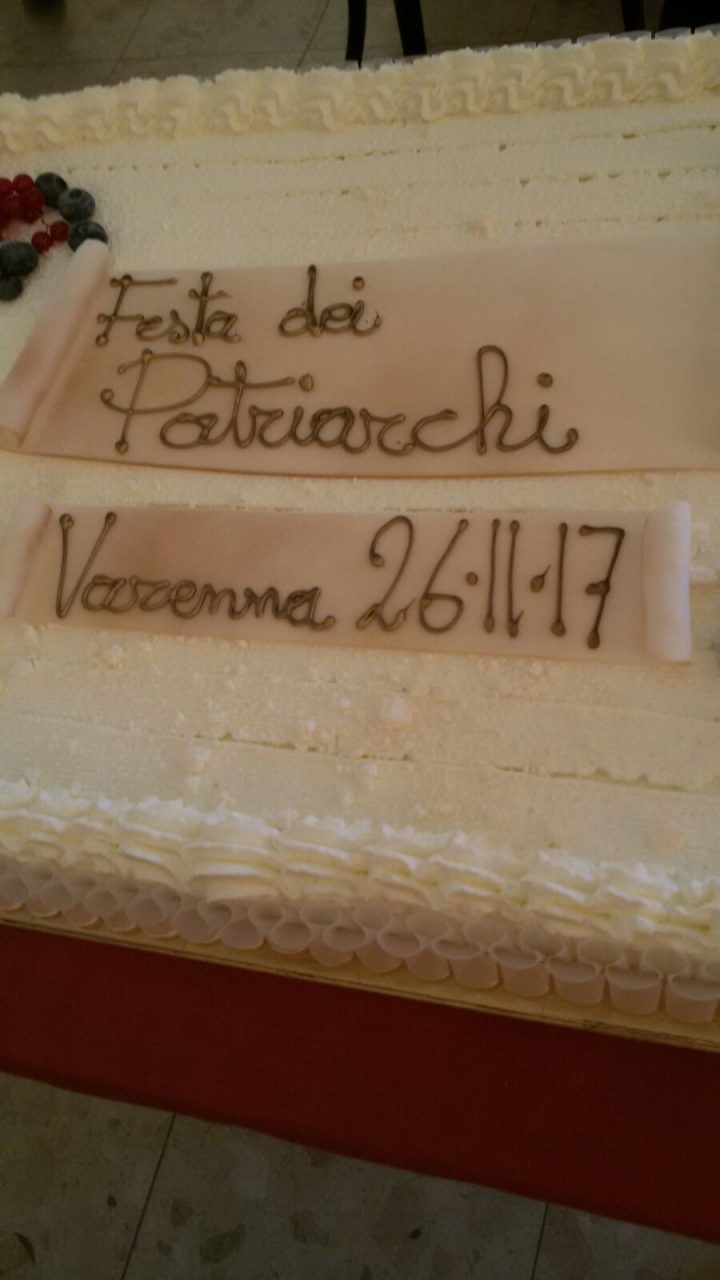 Festa dei
Patriarchi
Varenna 26·11·17